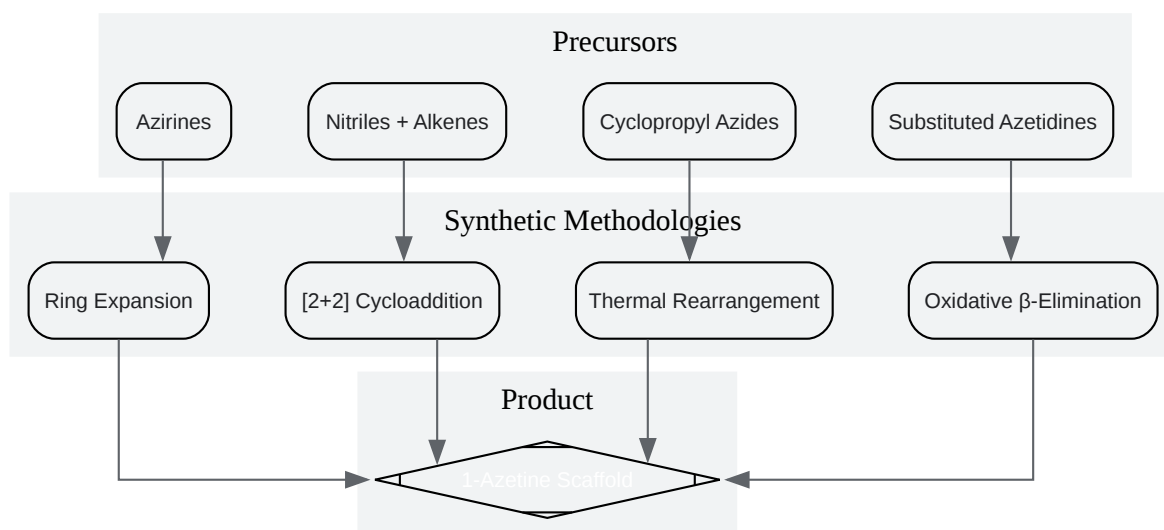 Precursors
Azirines
Nitriles + Alkenes
Cyclopropyl Azides
Substituted Azetidines
Synthetic Methodologies
Ring Expansion
[2+2] Cycloaddition
Thermal Rearrangement
Oxidative β-Elimination
Product
1-Azetine Scaffold